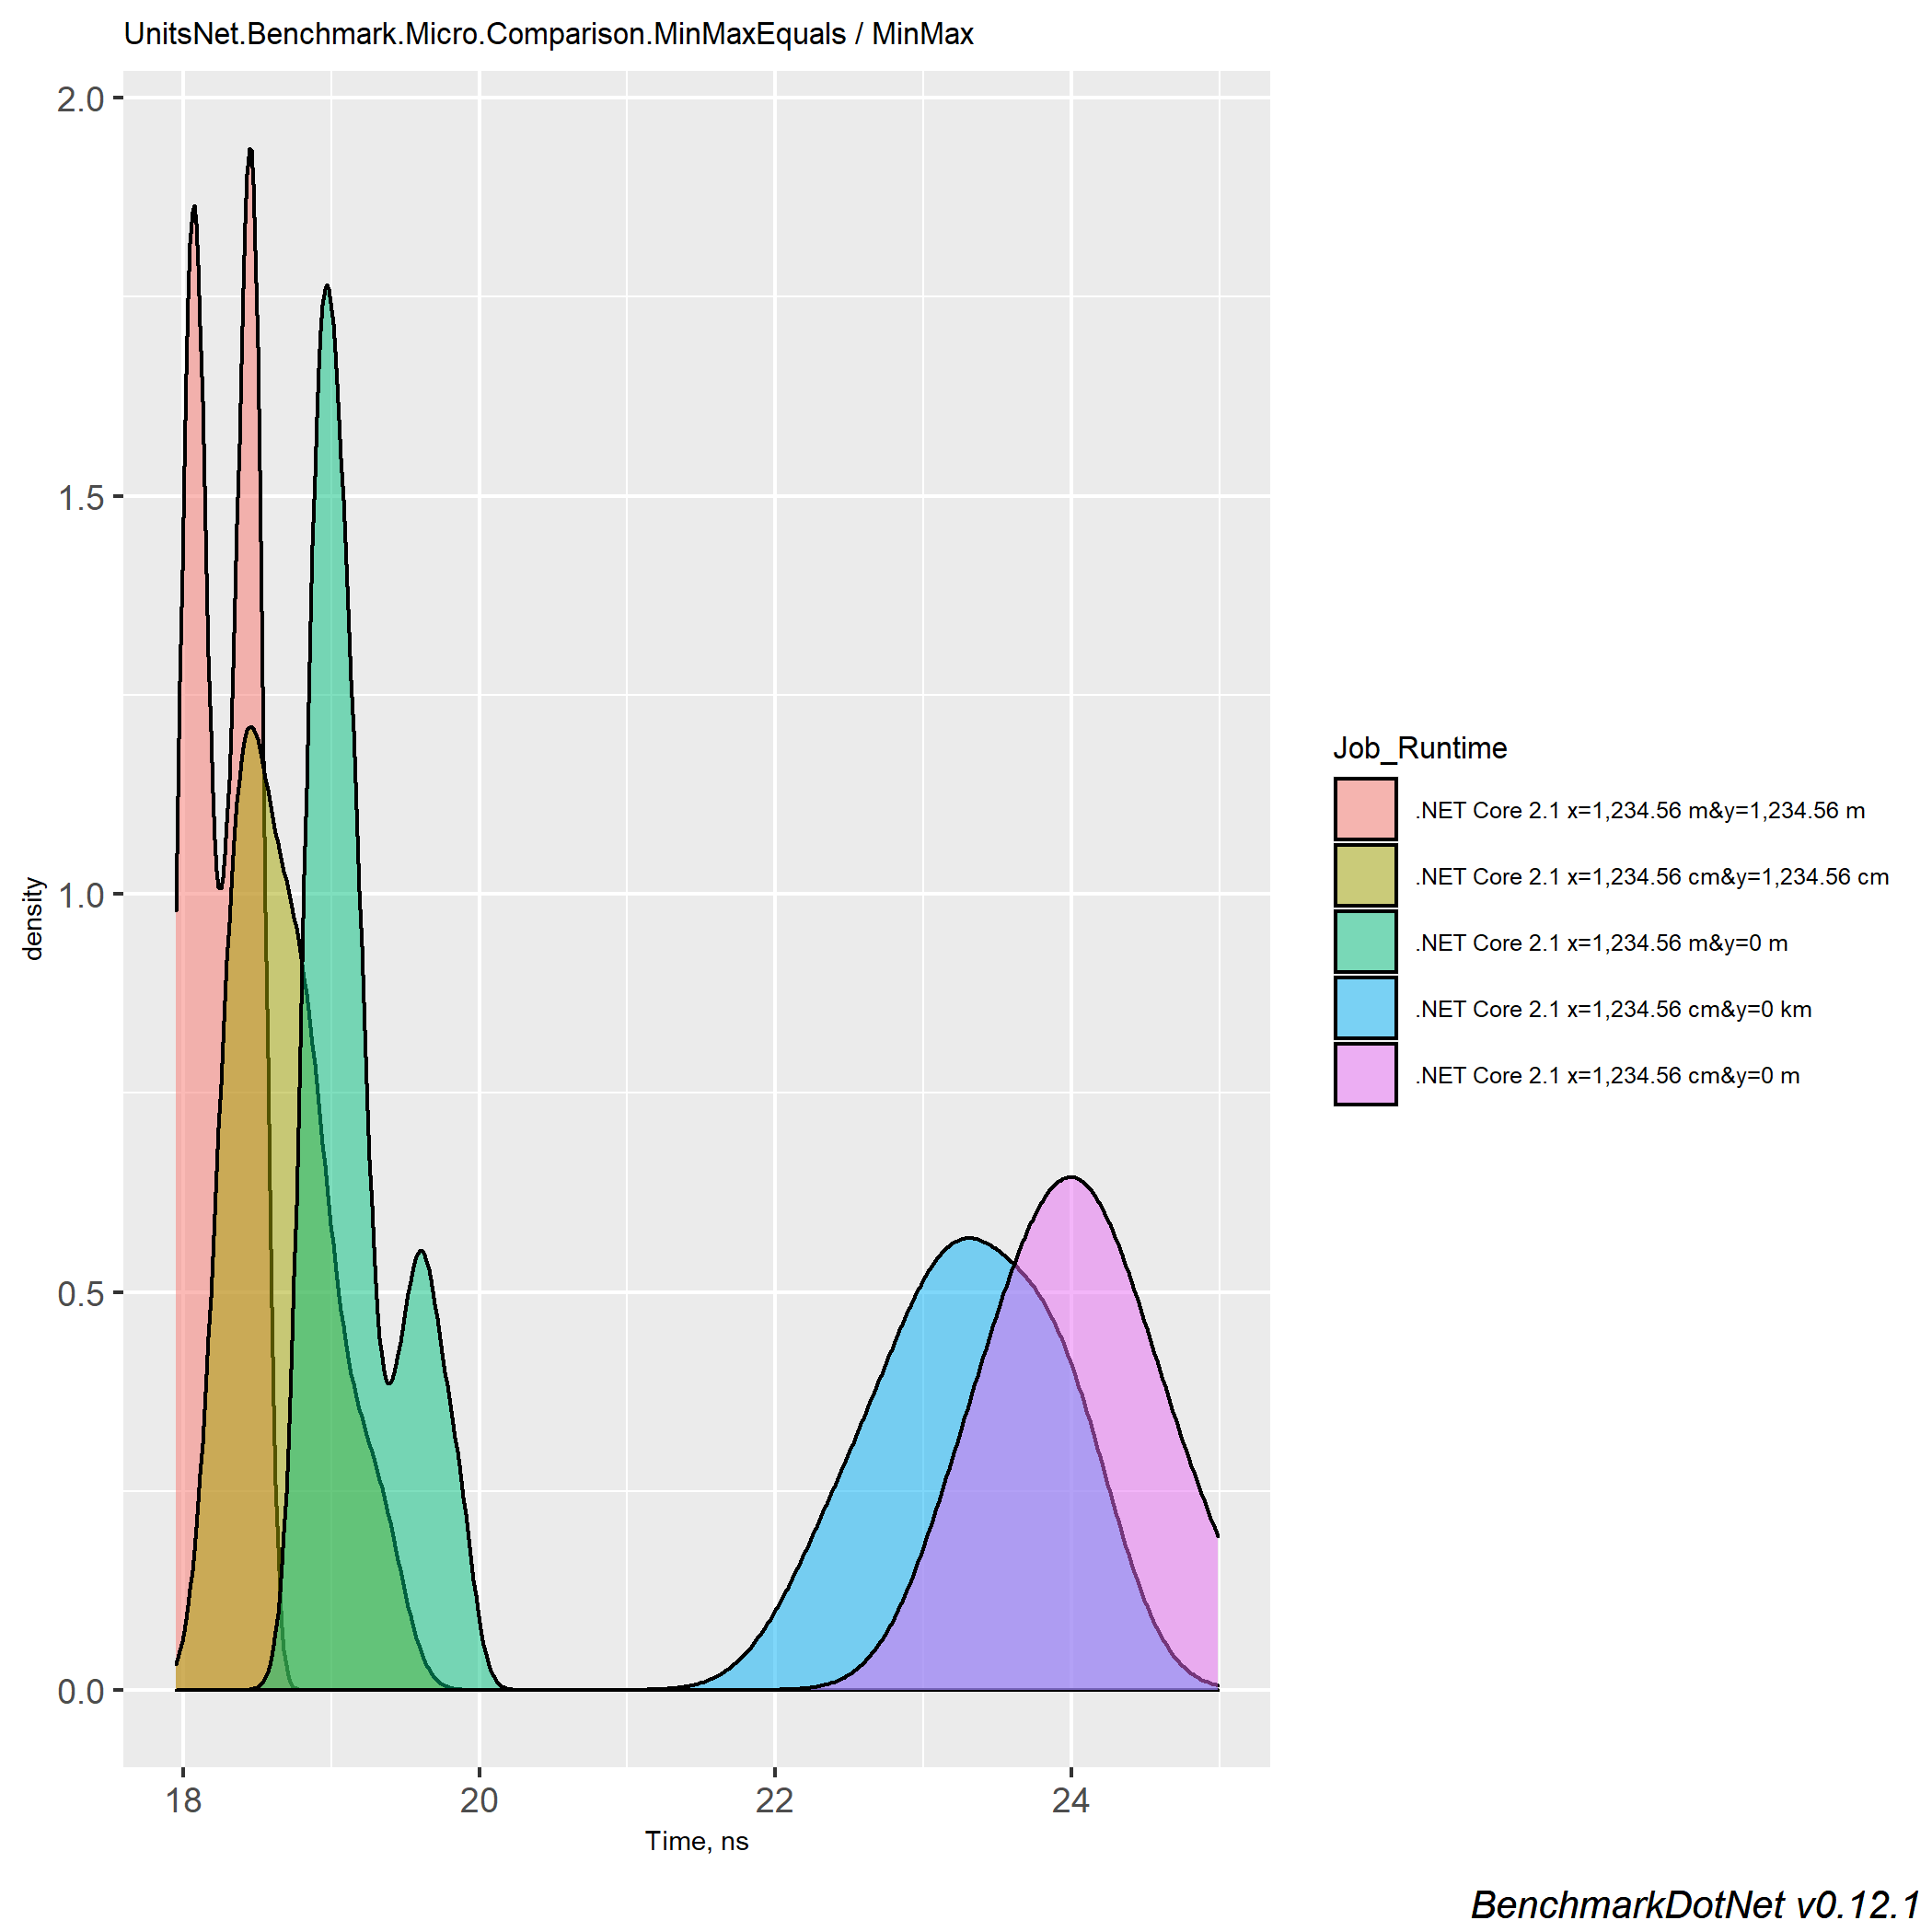 UnitsNet.Benchmark.Micro.Comparison.MinMaxEquals / MinMax
2.0
1.5
1.0
0.5
0.0
density
18 20 22 24
Time, ns
Job_Runtime
.NET Core 2.1 x=1,234.56 m&y=1,234.56 m
.NET Core 2.1 x=1,234.56 cm&y=1,234.56 cm
.NET Core 2.1 x=1,234.56 m&y=0 m
.NET Core 2.1 x=1,234.56 cm&y=0 km
.NET Core 2.1 x=1,234.56 cm&y=0 m
BenchmarkDotNet v0.12.1